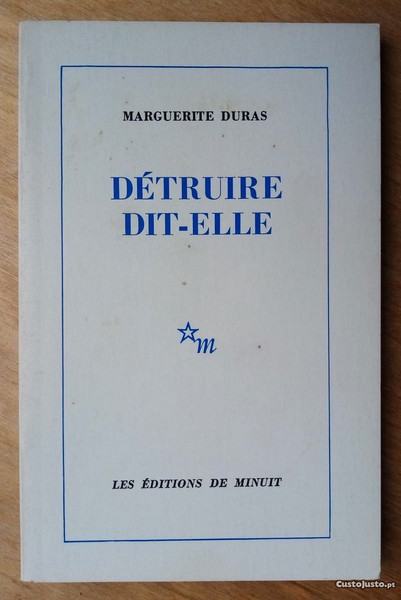 MARGUERITE DURAS
DÉTRUIRE
DIT-ELLE
m
LES ÉDITIONS DE MINUIT
CustoJusto.pt